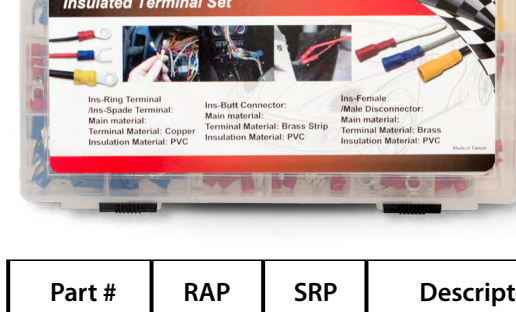 Insulated Terminal Set
Ins-Ring Terminal
/Ins-Spade Terminal:
Main material:
Terminal Material: Copper
Insulation Material: PVC
Ins-Butt Connector:
Main material:
Terminal Material: Brass Strip
Insulation Material: PVC
Ins-Female
/Male Disconnector:
Main material:
Terminal Material: Brass
Insulation Material: PVC
Made in Taiwan
Part # RAP SRP Descript